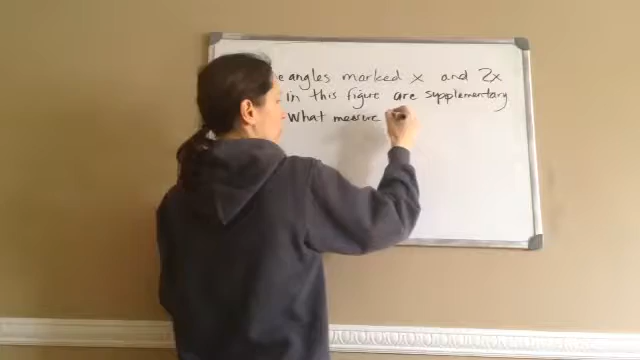 angles marked x and 2x
in this figure are supplementary
What measure